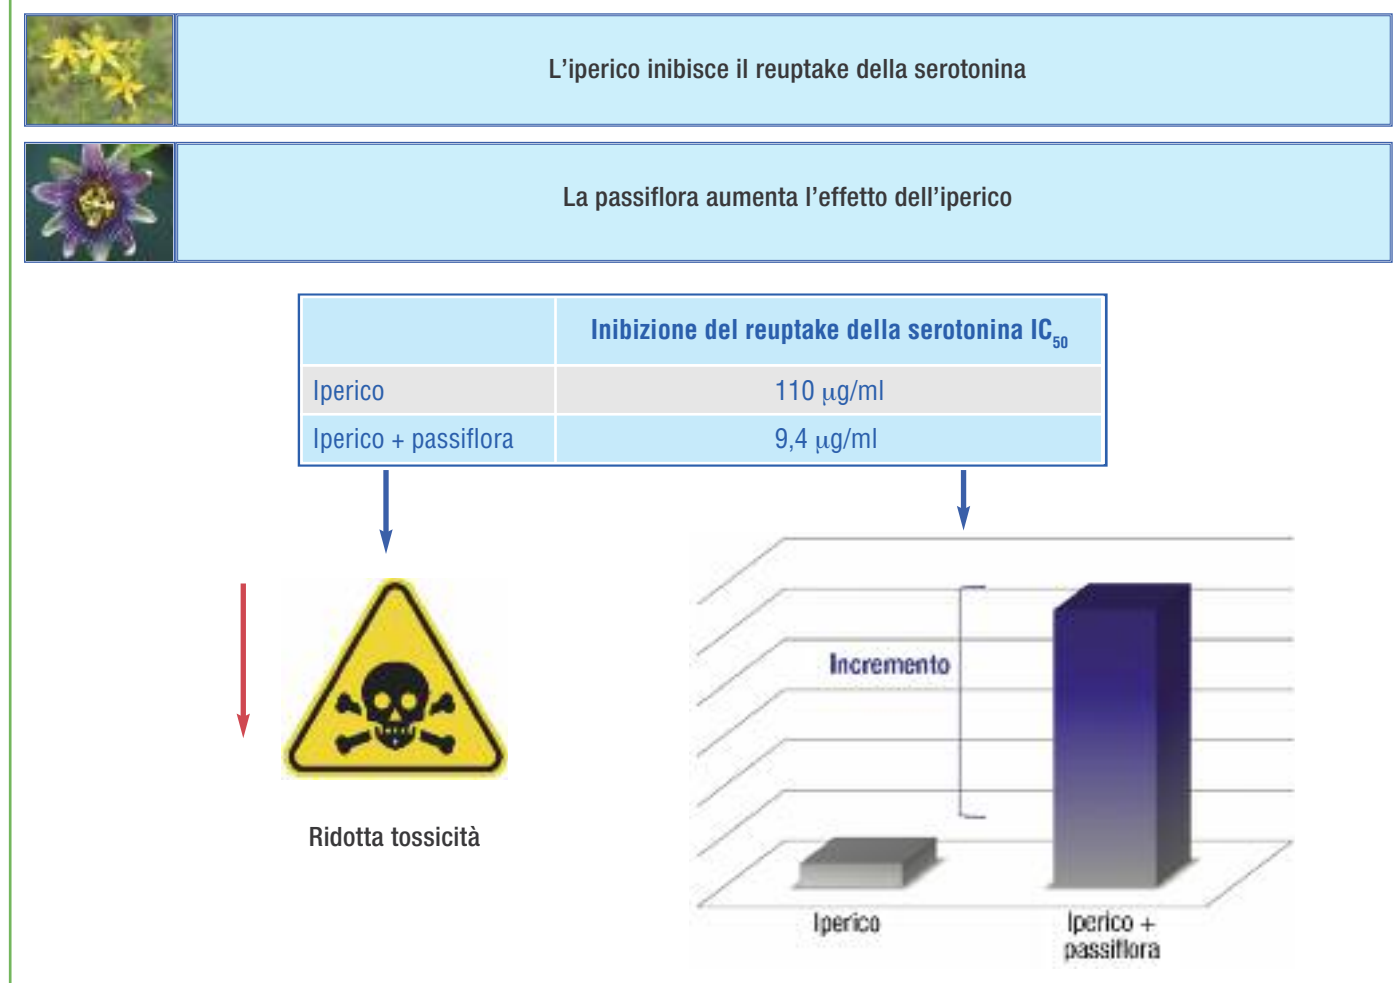 L’iperico inibisce il reuptake della serotonina
La passiflora aumenta l’effetto dell’iperico
Inibizione del reuptake della serotonina IC50
Iperico 110 μg/ml
Iperico + passiflora 9,4 μg/ml
Incremento
Ridotta tossicità
Iperico
Iperico +
passiflora